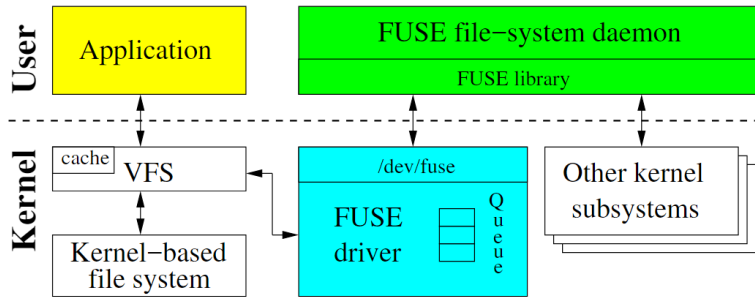 User
Application
FUSE file−system daemon
FUSE library
Kernel
cache
VFS
Kernel−based
file system
/dev/fuse
FUSE
driver
Queue
Other kernel
subsystems